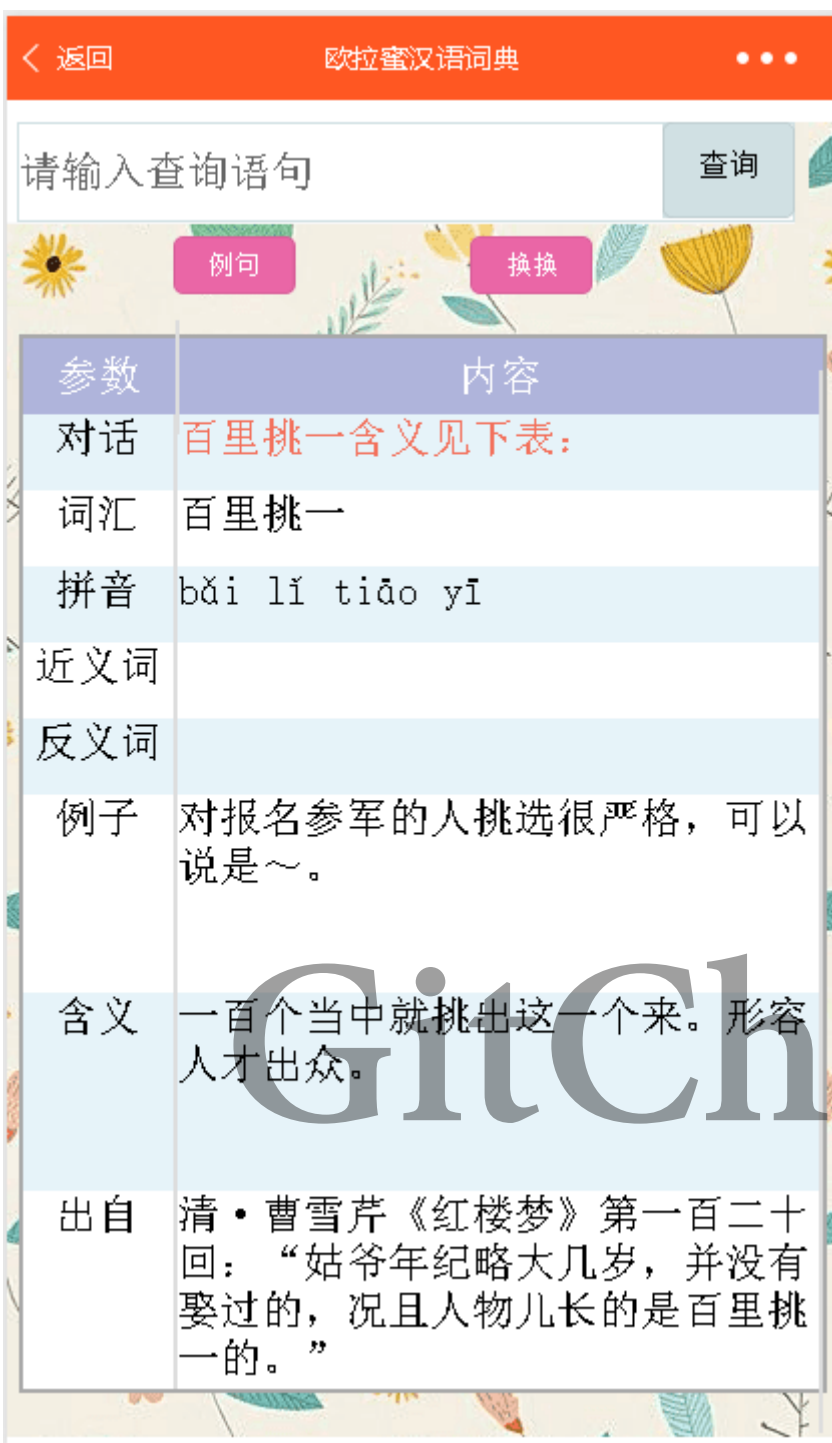 返回 欧拉蜜汉语词典
请输入查询语句 查询
例句 换换
参数 内容
对话 百里挑一含义见下表：
词汇 百里挑一
拼音 bǎi lǐ tiāo yī
近义词
反义词
例子 对报名参军的人挑选很严格，可以
说是～。
含义 一百个当中就挑出这一个来。形容
人才出众。
GitCh
出自 清·曹雪芹《红楼梦》第一百二十
回：“姑爷年纪略大几岁，并没有
娶过的，况且人物儿长的是百里挑
一的。”